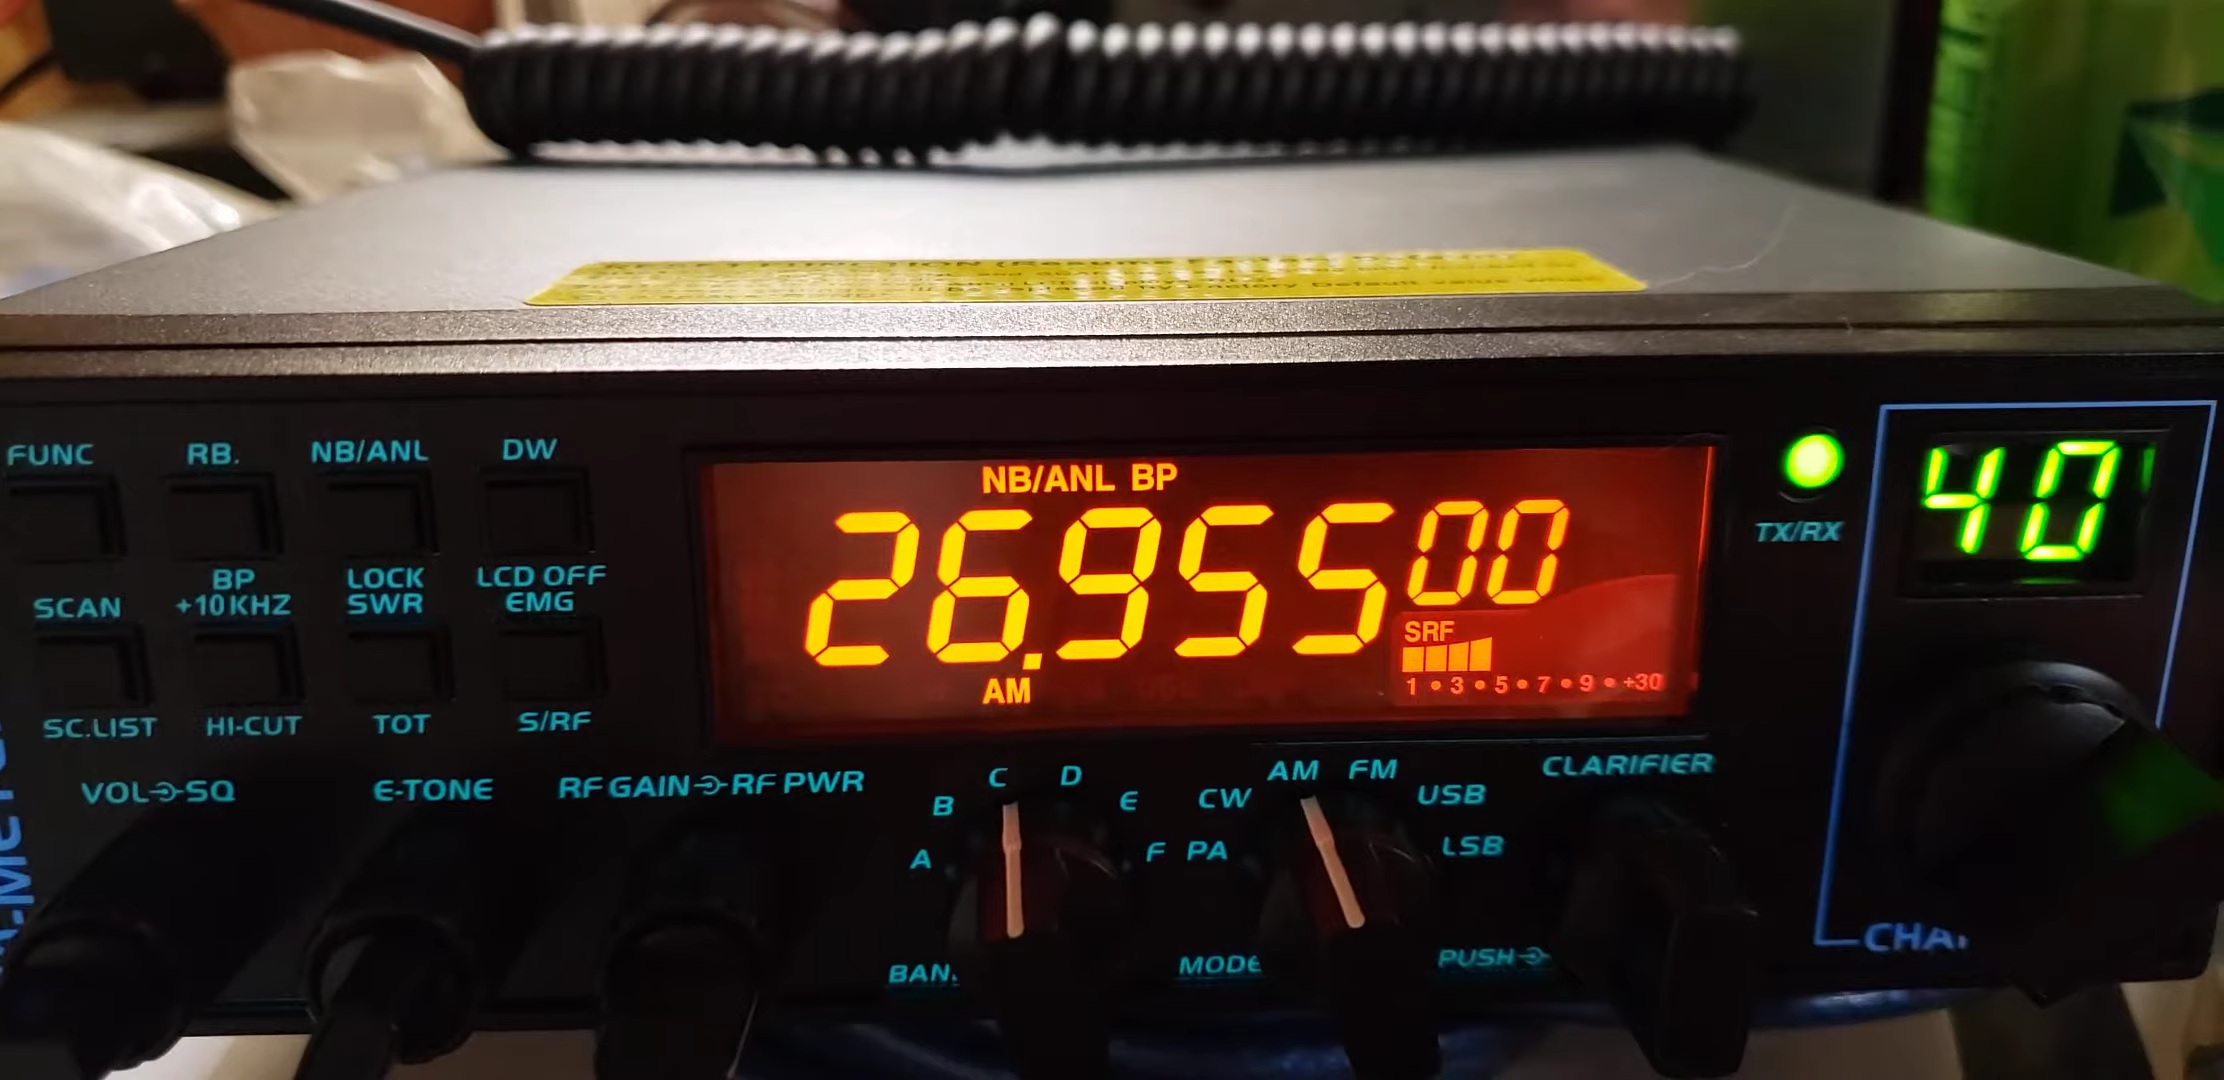 FUNC RB. NB/ANL DW
NB/ANL BP
26.95500
SRF
1 • 3 • 5 • 7 • 9 • +30
AM
TX/RX
40
SCAN BP +10KHZ LOCK SWR LCD OFF EMG
SC.LIST HI-CUT TOT S/RF
VOL SQ E-TONE RF GAIN RF PWR
A B C D E F
PA CW AM FM USB LSB
CLARIFIER
MODE
PUSH